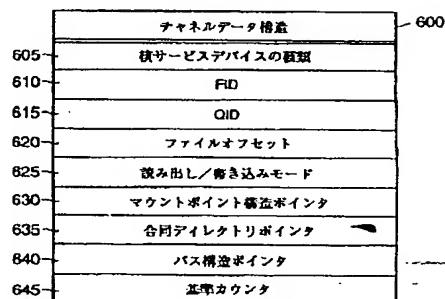 チャネルデータ構造 600
605 核サービスデバイスの種類
610 FID
615 QID
620 ファイルオフセット
625 読み出し/書き込みモード
630 マウントポイント構造ポインタ
635 合同ディレクトリポインタ
640 パス構造ポインタ
645 基準カウンタ